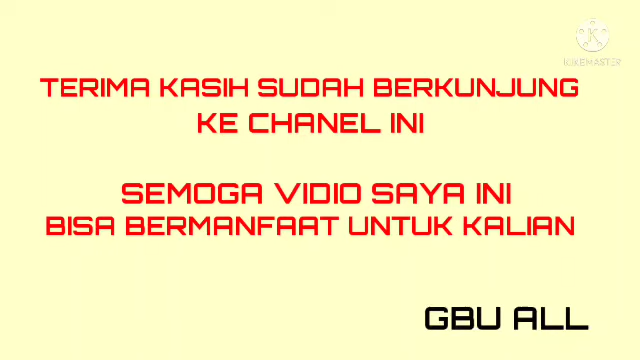 KINEMASTER
TERIMA KASIH SUDAH BERKUNJUNG
KE CHANEL INI
SEMOGA VIDIO SAYA INI
BISA BERMANFAAT UNTUK KALIAN
GBU ALL